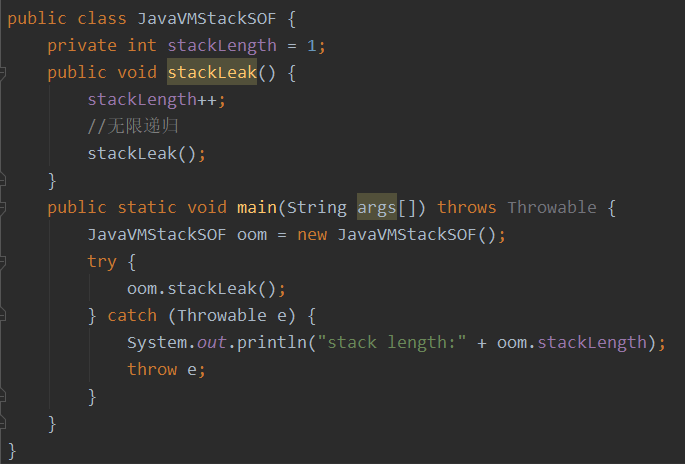 public class JavaVMStackSOF {
    private int stackLength = 1;
    public void stackLeak() {
        stackLength++;
        //无限递归
        stackLeak();
    }
    public static void main(String args[]) throws Throwable {
        JavaVMStackSOF oom = new JavaVMStackSOF();
        try {
            oom.stackLeak();
        } catch (Throwable e) {
            System.out.println("stack length:" + oom.stackLength);
            throw e;
        }
    }
}